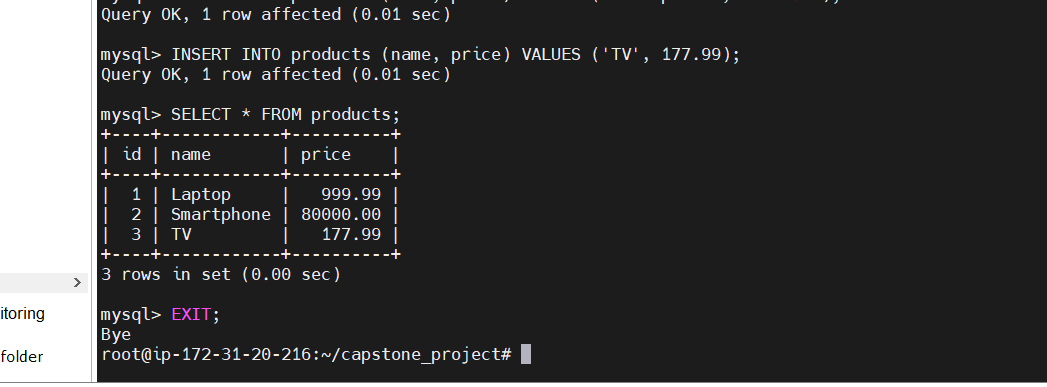 Query OK, 1 row affected (0.01 sec)
mysql> INSERT INTO products (name, price) VALUES ('TV', 177.99);
Query OK, 1 row affected (0.01 sec)
mysql> SELECT * FROM products;
+----+------------+----------+
| id | name       | price    |
+----+------------+----------+
|  1 | Laptop     |   999.99 |
|  2 | Smartphone | 80000.00 |
|  3 | TV         |   177.99 |
+----+------------+----------+
3 rows in set (0.00 sec)
mysql> EXIT;
Bye
root@ip-172-31-20-216:~/capstone_project#
itoring
folder